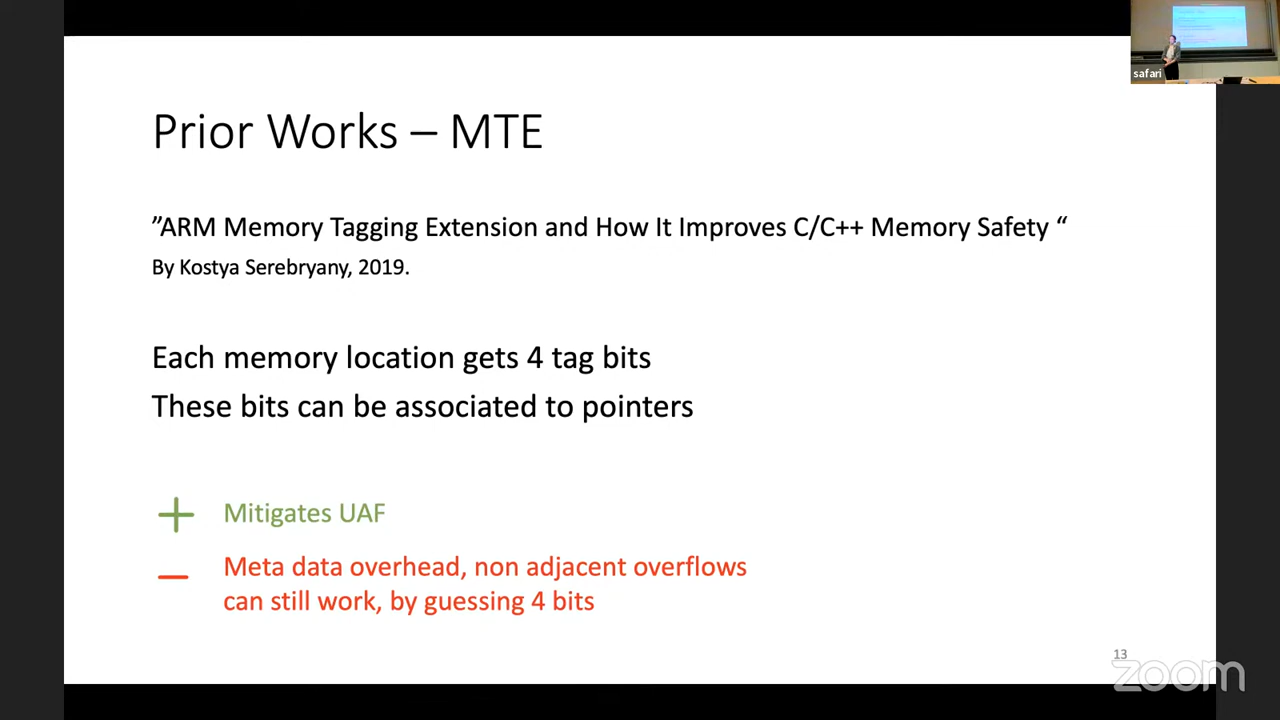 safari
Prior Works – MTE
”ARM Memory Tagging Extension and How It Improves C/C++ Memory Safety “
By Kostya Serebryany, 2019.
Each memory location gets 4 tag bits
These bits can be associated to pointers
+ Mitigates UAF
− Meta data overhead, non adjacent overflows
can still work, by guessing 4 bits
13
zoom